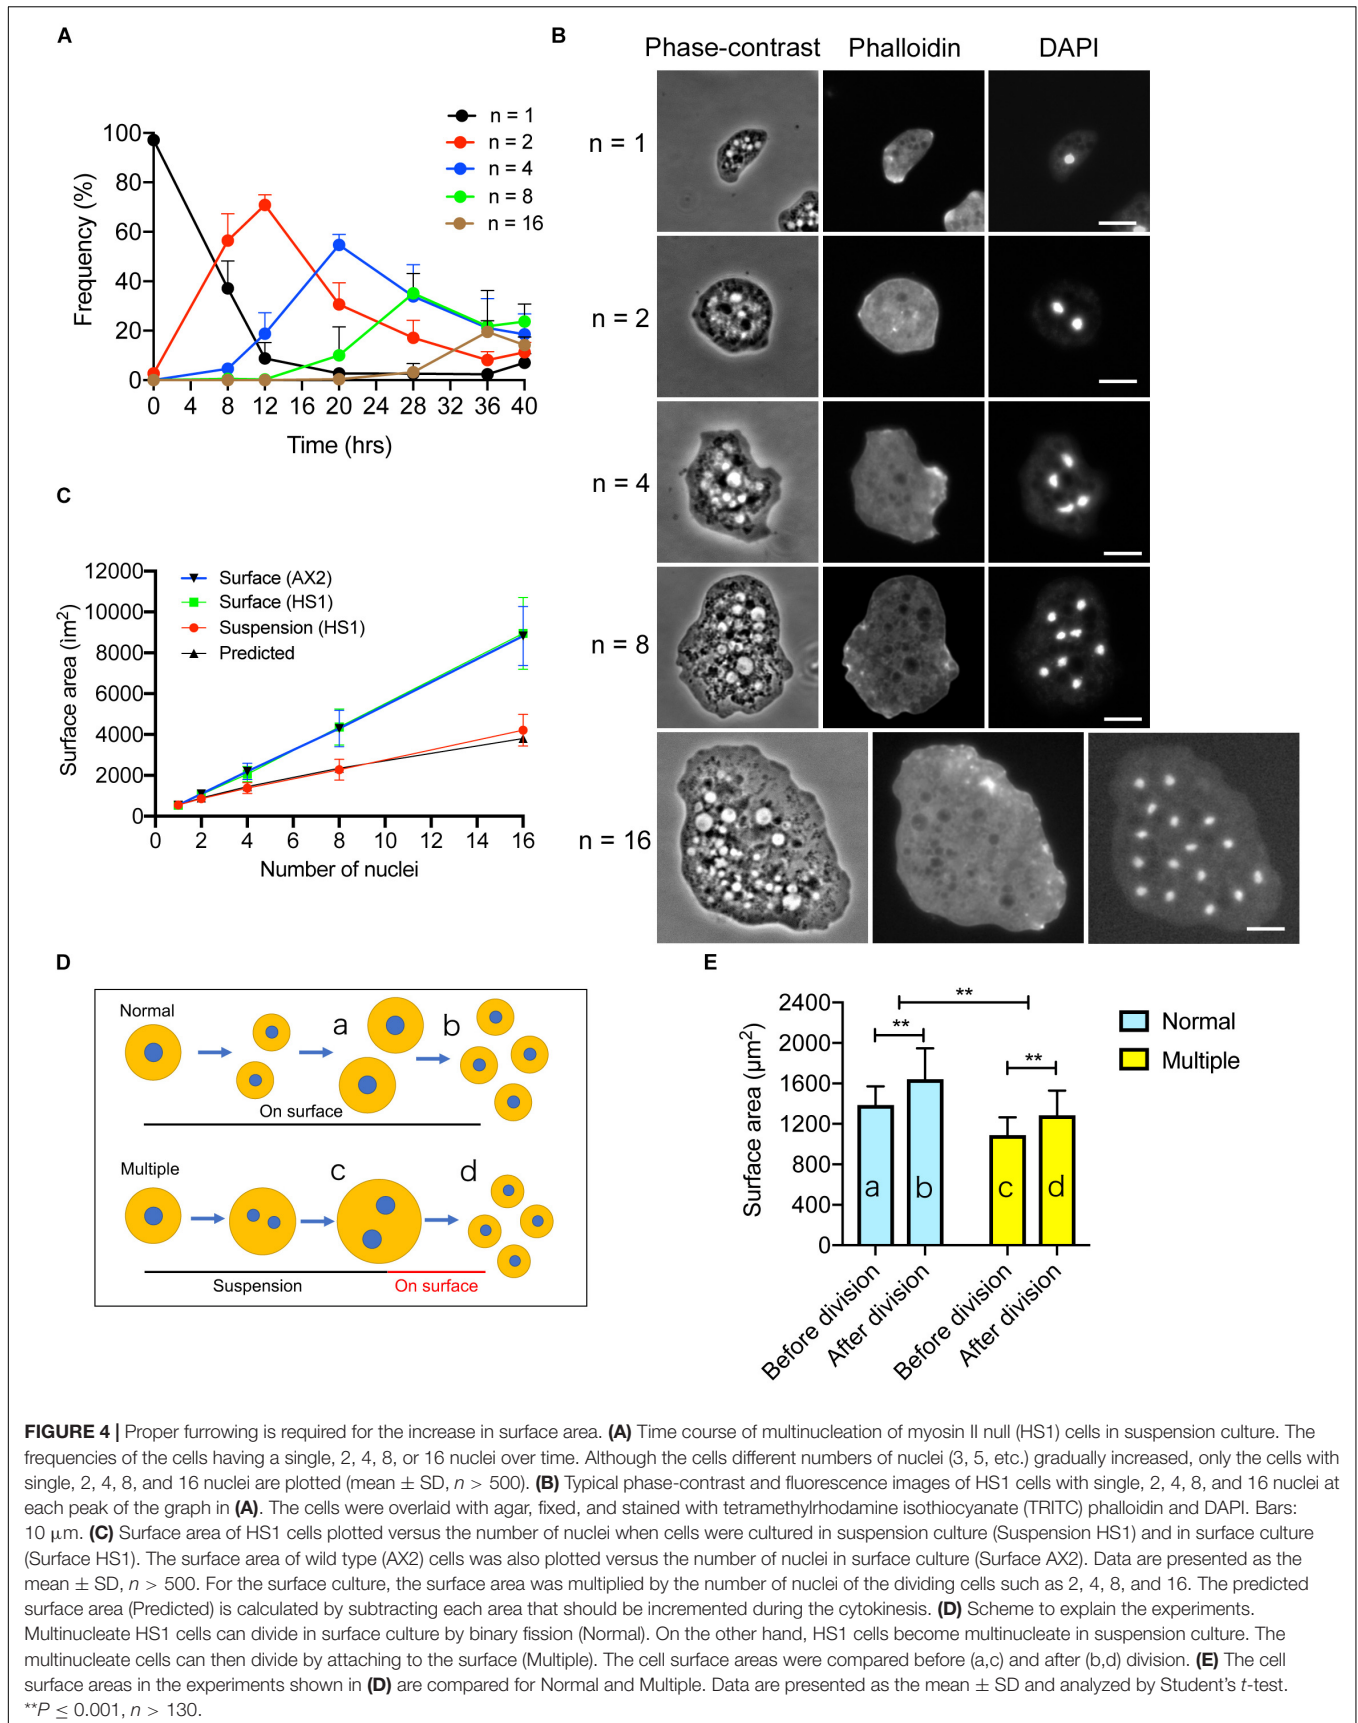 A
n = 1
n = 2
n = 4
n = 8
n = 16
100
80
60
40
20
0
Frequency (%)
0 4 8 12 16 20 24 28 32 36 40
Time (hrs)
B
Phase-contrast Phalloidin DAPI
n = 1
n = 2
n = 4
n = 8
n = 16
C
Surface (AX2)
Surface (HS1)
Suspension (HS1)
Predicted
12000
10000
8000
6000
4000
2000
0
Surface area (im²)
0 2 4 6 8 10 12 14 16
Number of nuclei
D
Normal
a
b
On surface
Multiple
c
d
Suspension
On surface
E
**
**
**
Normal
Multiple
2400
2000
1600
1200
800
400
0
Surface area (μm²)
a b c d
Before division
After division
Before division
After division
FIGURE 4 | Proper furrowing is required for the increase in surface area. (A) Time course of multinucleation of myosin II null (HS1) cells in suspension culture. The
frequencies of the cells having a single, 2, 4, 8, or 16 nuclei over time. Although the cells different numbers of nuclei (3, 5, etc.) gradually increased, only the cells with
single, 2, 4, 8, and 16 nuclei are plotted (mean ± SD, n > 500). (B) Typical phase-contrast and fluorescence images of HS1 cells with single, 2, 4, 8, and 16 nuclei at
each peak of the graph in (A). The cells were overlaid with agar, fixed, and stained with tetramethylrhodamine isothiocyanate (TRITC) phalloidin and DAPI. Bars:
10 μm. (C) Surface area of HS1 cells plotted versus the number of nuclei when cells were cultured in suspension culture (Suspension HS1) and in surface culture
(Surface HS1). The surface area of wild type (AX2) cells was also plotted versus the number of nuclei in surface culture (Surface AX2). Data are presented as the
mean ± SD, n > 500. For the surface culture, the surface area was multiplied by the number of nuclei of the dividing cells such as 2, 4, 8, and 16. The predicted
surface area (Predicted) is calculated by subtracting each area that should be incremented during the cytokinesis. (D) Scheme to explain the experiments.
Multinucleate HS1 cells can divide in surface culture by binary fission (Normal). On the other hand, HS1 cells become multinucleate in suspension culture. The
multinucleate cells can then divide by attaching to the surface (Multiple). The cell surface areas were compared before (a,c) and after (b,d) division. (E) The cell
surface areas in the experiments shown in (D) are compared for Normal and Multiple. Data are presented as the mean ± SD and analyzed by Student's t-test.
**P ≤ 0.001, n > 130.